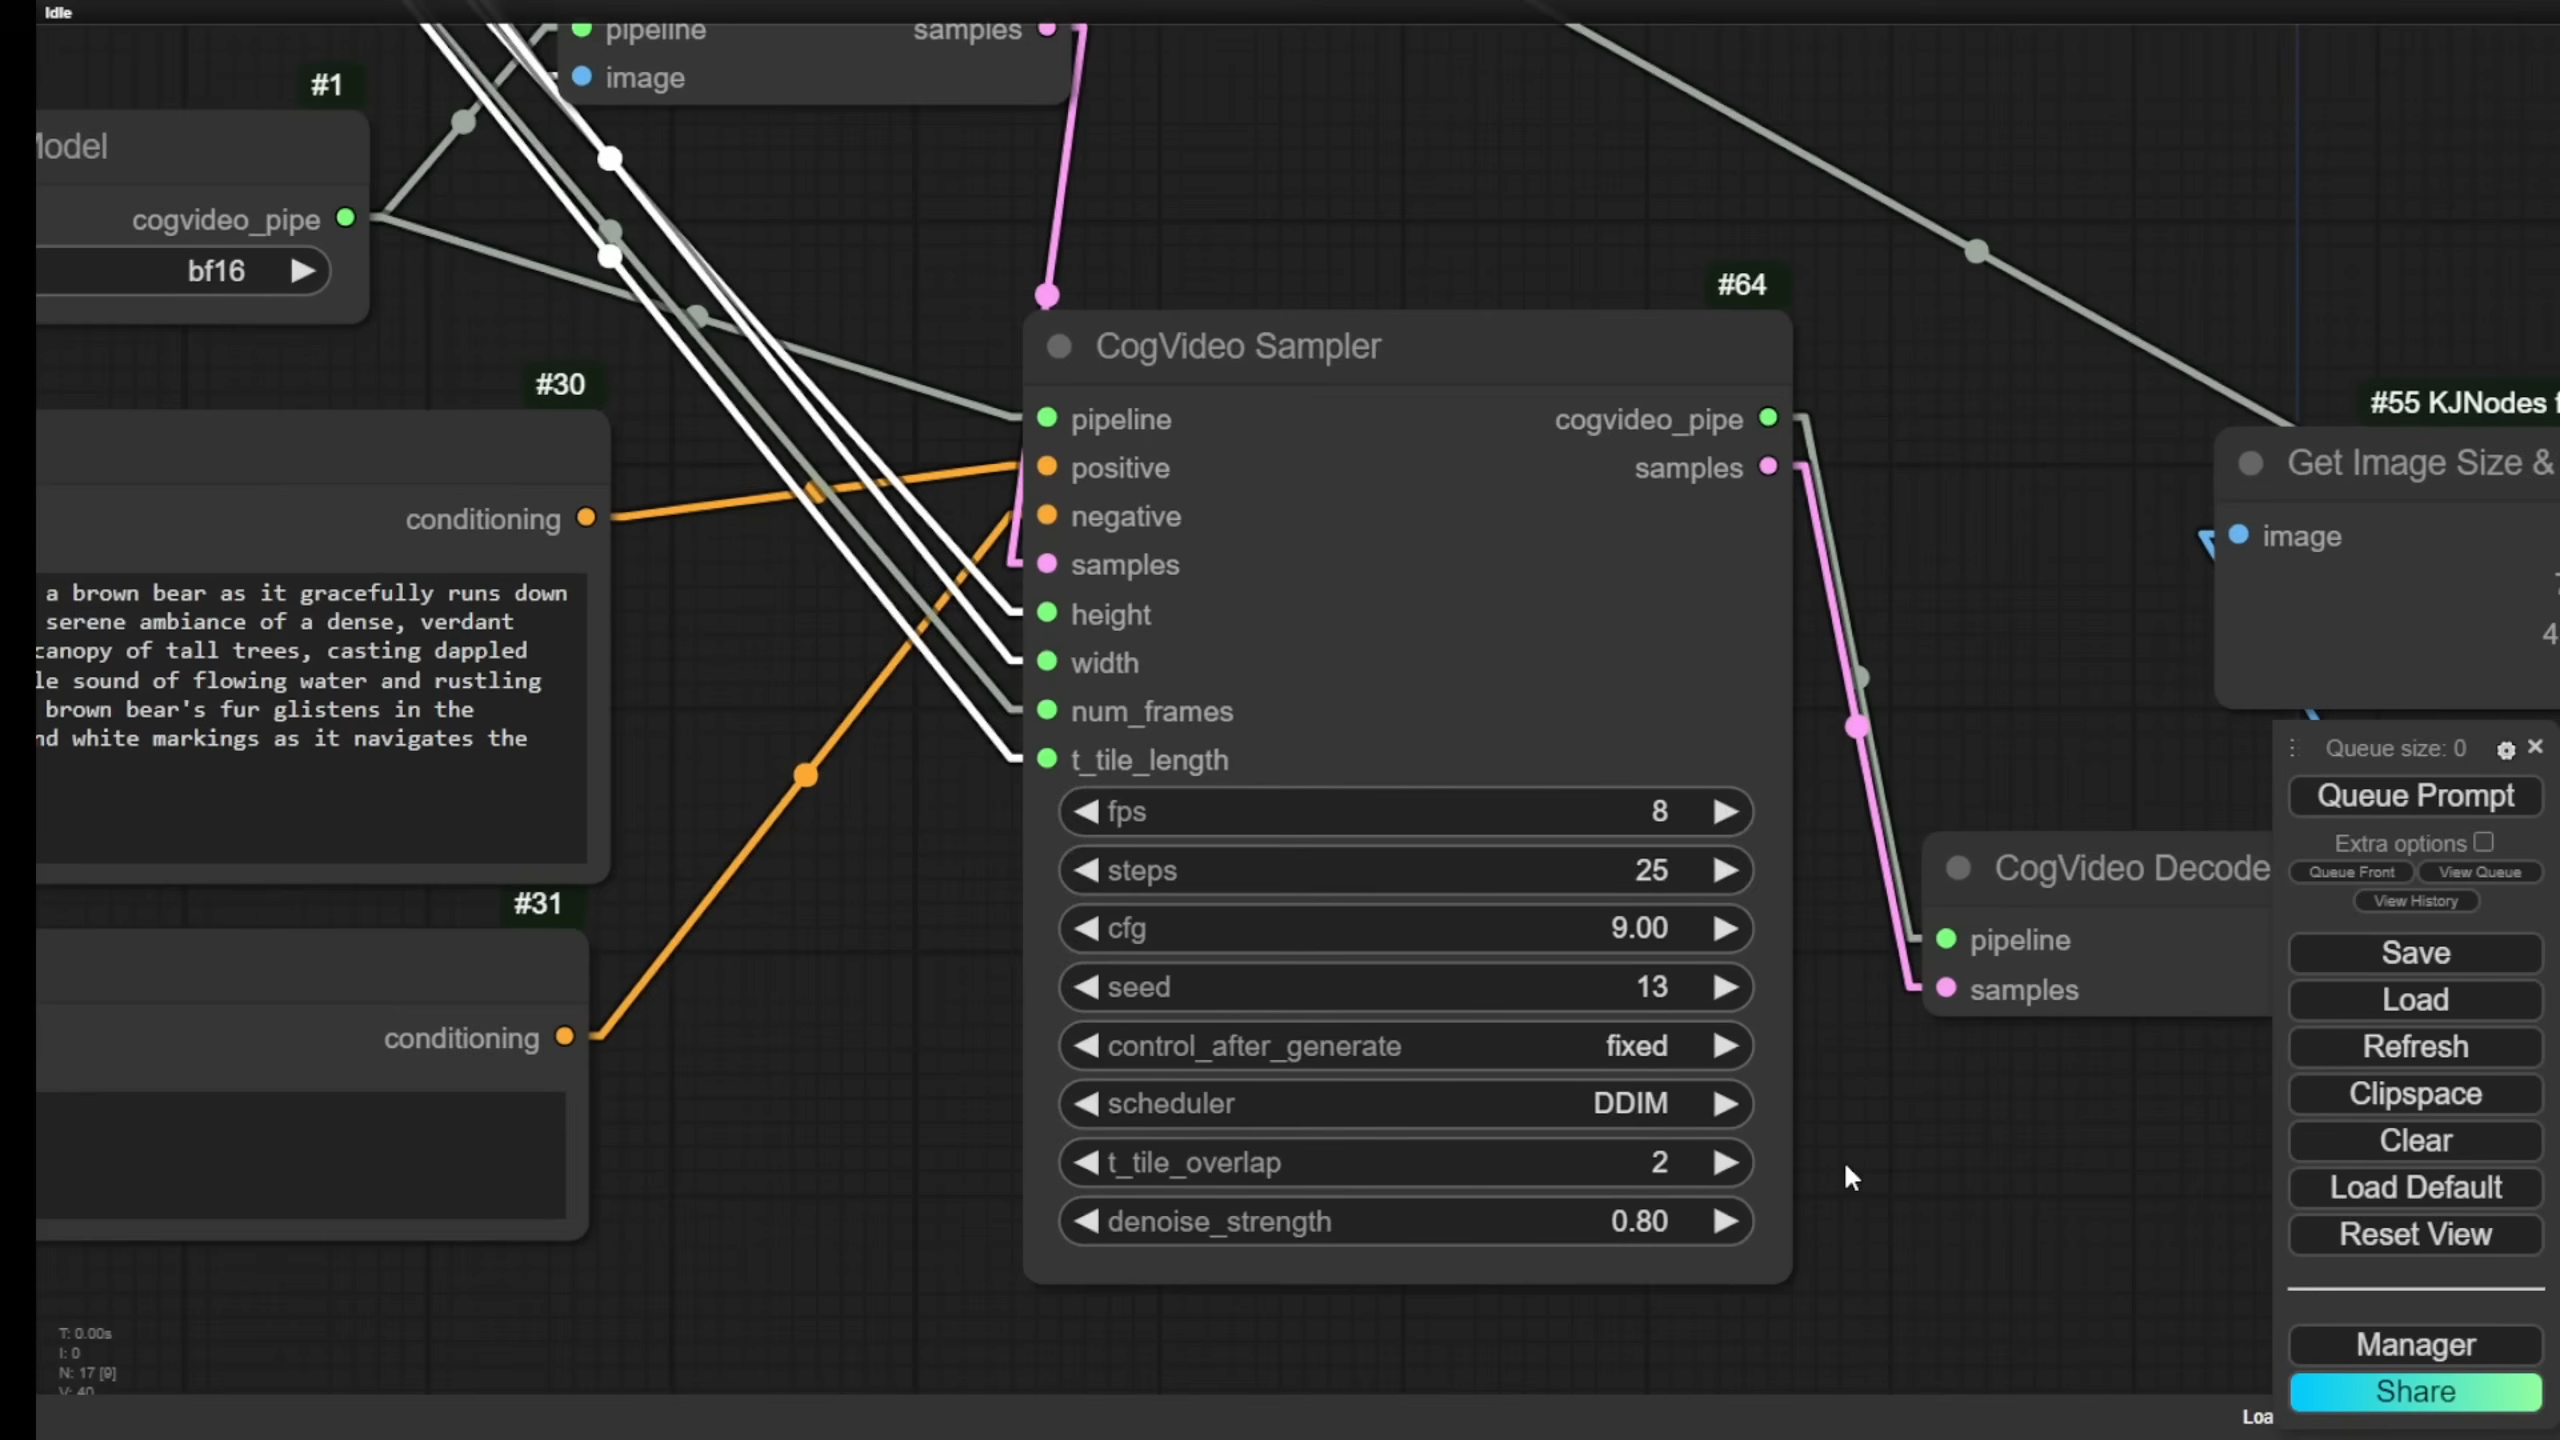 Idle
pipeline
samples
image
#1
Model
cogvideo_pipe
bf16
#30
conditioning
a brown bear as it gracefully runs down
serene ambiance of a dense, verdant
canopy of tall trees, casting dappled
le sound of flowing water and rustling
brown bear's fur glistens in the
nd white markings as it navigates the
#31
conditioning
#64
CogVideo Sampler
pipeline
cogvideo_pipe
positive
samples
negative
samples
height
width
num_frames
t_tile_length
fps 8
steps 25
cfg 9.00
seed 13
control_after_generate fixed
scheduler DDIM
t_tile_overlap 2
denoise_strength 0.80
#55 KJNodes f
Get Image Size &
image
4
CogVideo Decode
pipeline
samples
Queue size: 0
Queue Prompt
Extra options
Queue Front
View Queue
View History
Save
Load
Refresh
Clipspace
Clear
Load Default
Reset View
Manager
Share
T: 0.00s
I: 0
N: 17 [9]
V: 40
Loa